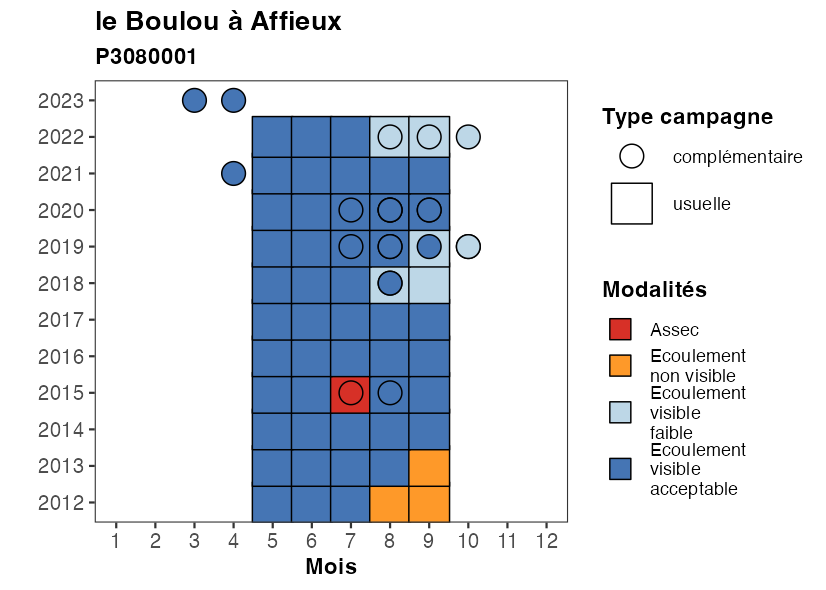 le Boulou à Affieux
P3080001
2023
2022
2021
2020
2019
2018
2017
2016
2015
2014
2013
2012
1 2 3 4 5 6 7 8 9 10 11 12
Mois
Type campagne
complémentaire
usuelle
Modalités
Assec
Ecoulement
non visible
Ecoulement
visible
faible
Ecoulement
visible
acceptable